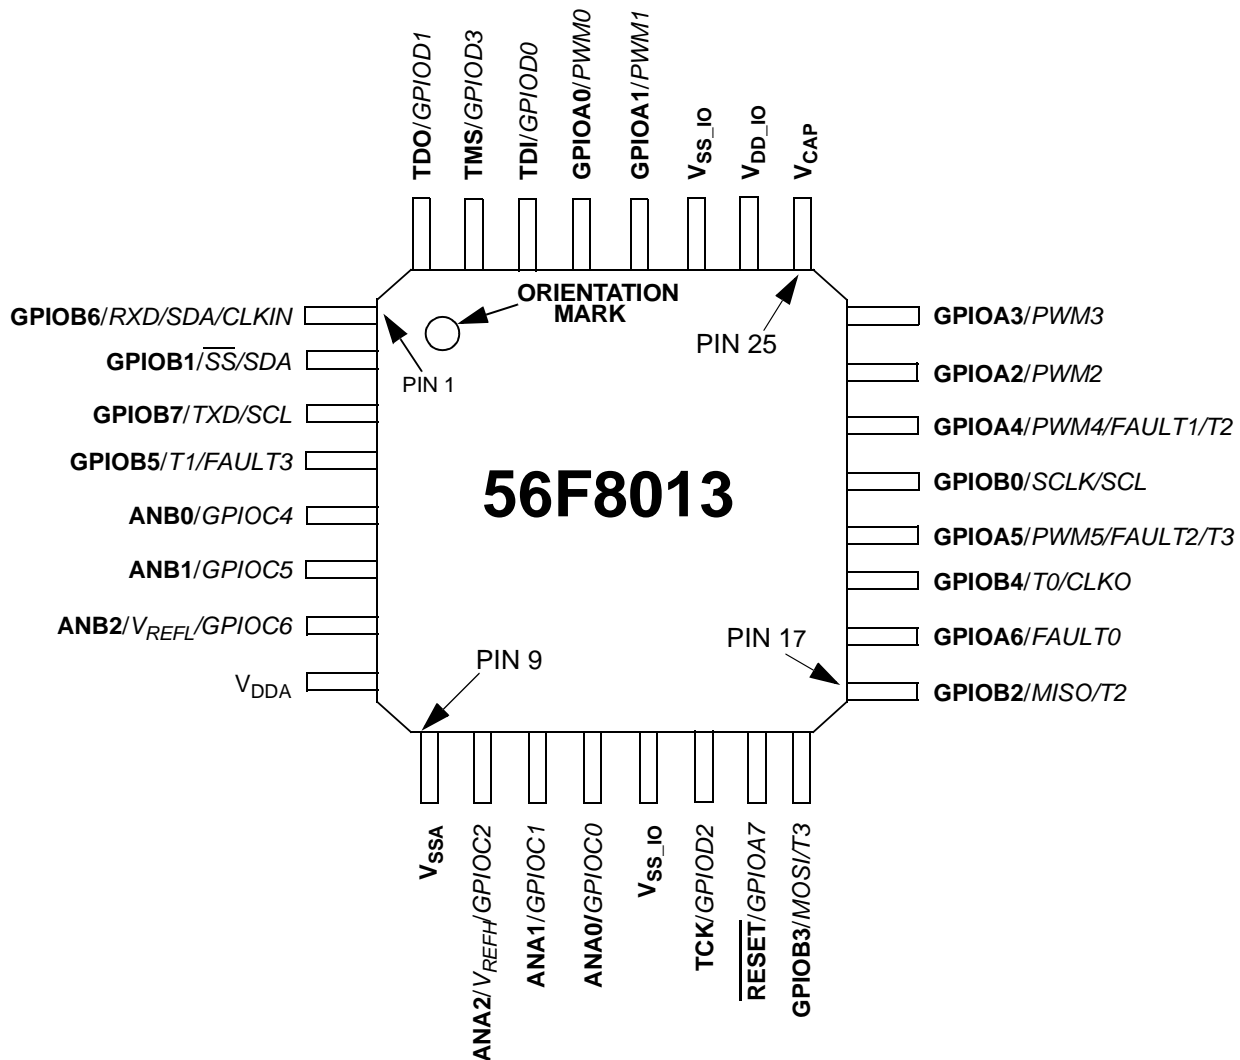 TDO/GPIOD1
TMS/GPIOD3
TDI/GPIOD0
GPIOA0/PWM0
GPIOA1/PWM1
VSS_IO
VDD_IO
VCAP
ORIENTATION
MARK
PIN 25
PIN 1
GPIOB6/RXD/SDA/CLKIN
GPIOB1/S̅S̅/SDA
GPIOB7/TXD/SCL
GPIOB5/T1/FAULT3
ANB0/GPIOC4
ANB1/GPIOC5
ANB2/VREFL/GPIOC6
VDDA
56F8013
GPIOA3/PWM3
GPIOA2/PWM2
GPIOA4/PWM4/FAULT1/T2
GPIOB0/SCLK/SCL
GPIOA5/PWM5/FAULT2/T3
GPIOB4/T0/CLKO
GPIOA6/FAULT0
GPIOB2/MISO/T2
PIN 17
PIN 9
VSSA
ANA2/VREFH/GPIOC2
ANA1/GPIOC1
ANA0/GPIOC0
VSS_IO
TCK/GPIOD2
R̅E̅S̅E̅T̅/GPIOA7
GPIOB3/MOSI/T3